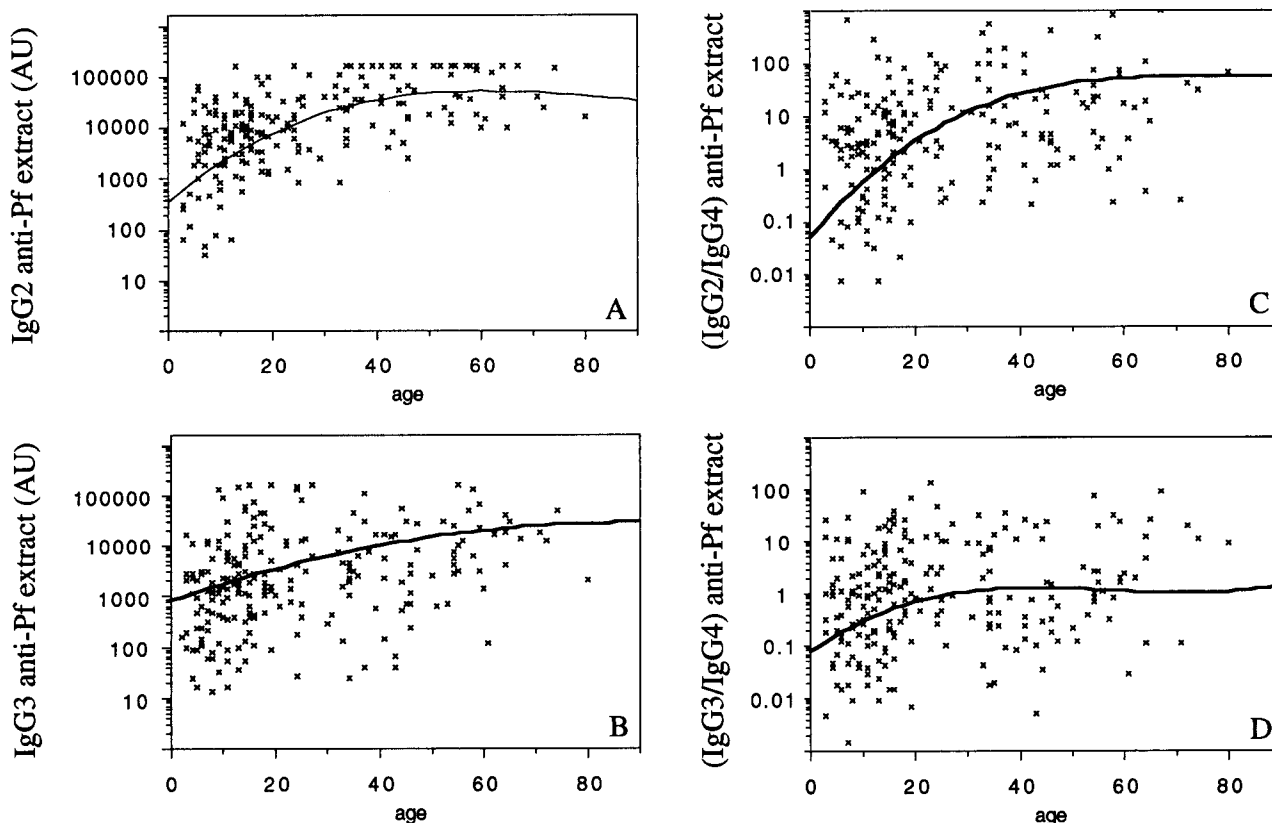 IgG2 anti-Pf extract (AU)
100000
10000
1000
100
10
A
0 20 40 60 80
age
(IgG2/IgG4) anti-Pf extract
100
10
1
0.1
0.01
C
0 20 40 60 80
age
IgG3 anti-Pf extract (AU)
100000
10000
1000
100
10
B
0 20 40 60 80
age
(IgG3/IgG4) anti-Pf extract
100
10
1
0.1
0.01
D
0 20 40 60 80
age